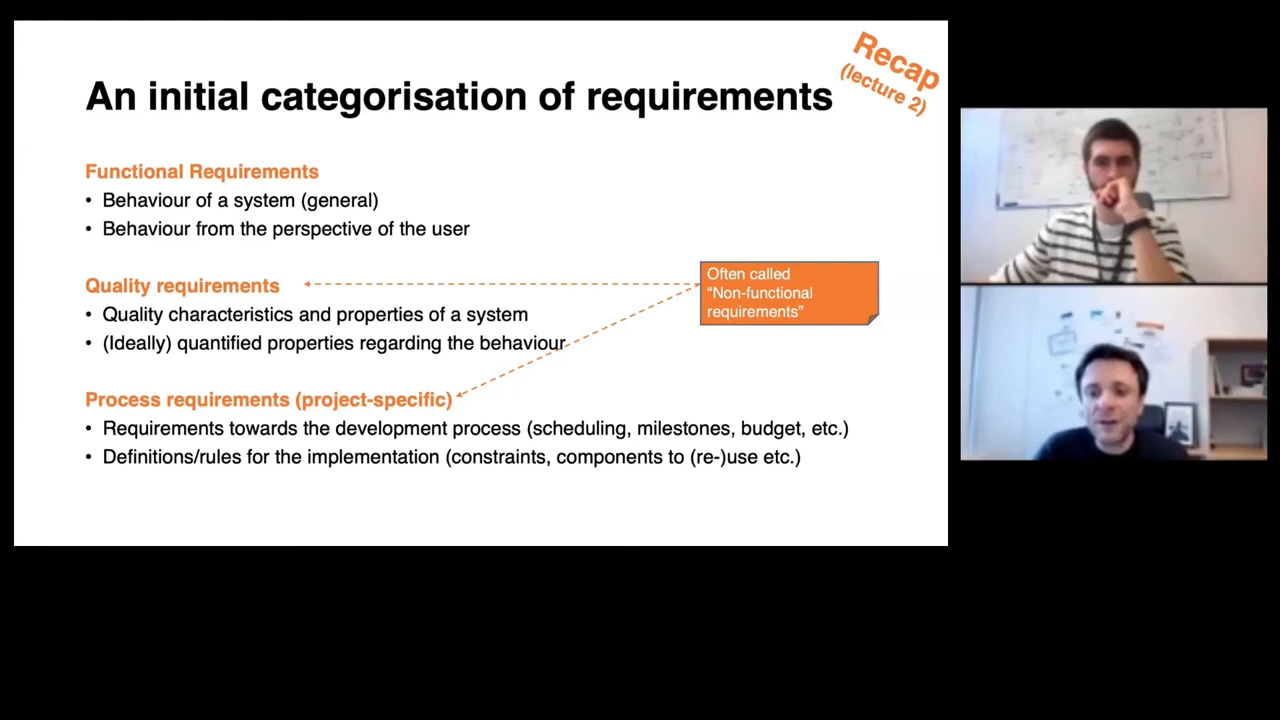 Recap
(lecture 2)
An initial categorisation of requirements
Functional Requirements
• Behaviour of a system (general)
• Behaviour from the perspective of the user
Quality requirements
• Quality characteristics and properties of a system
• (Ideally) quantified properties regarding the behaviour
Often called
“Non-functional
requirements”
Process requirements (project-specific)
• Requirements towards the development process (scheduling, milestones, budget, etc.)
• Definitions/rules for the implementation (constraints, components to (re-)use etc.)